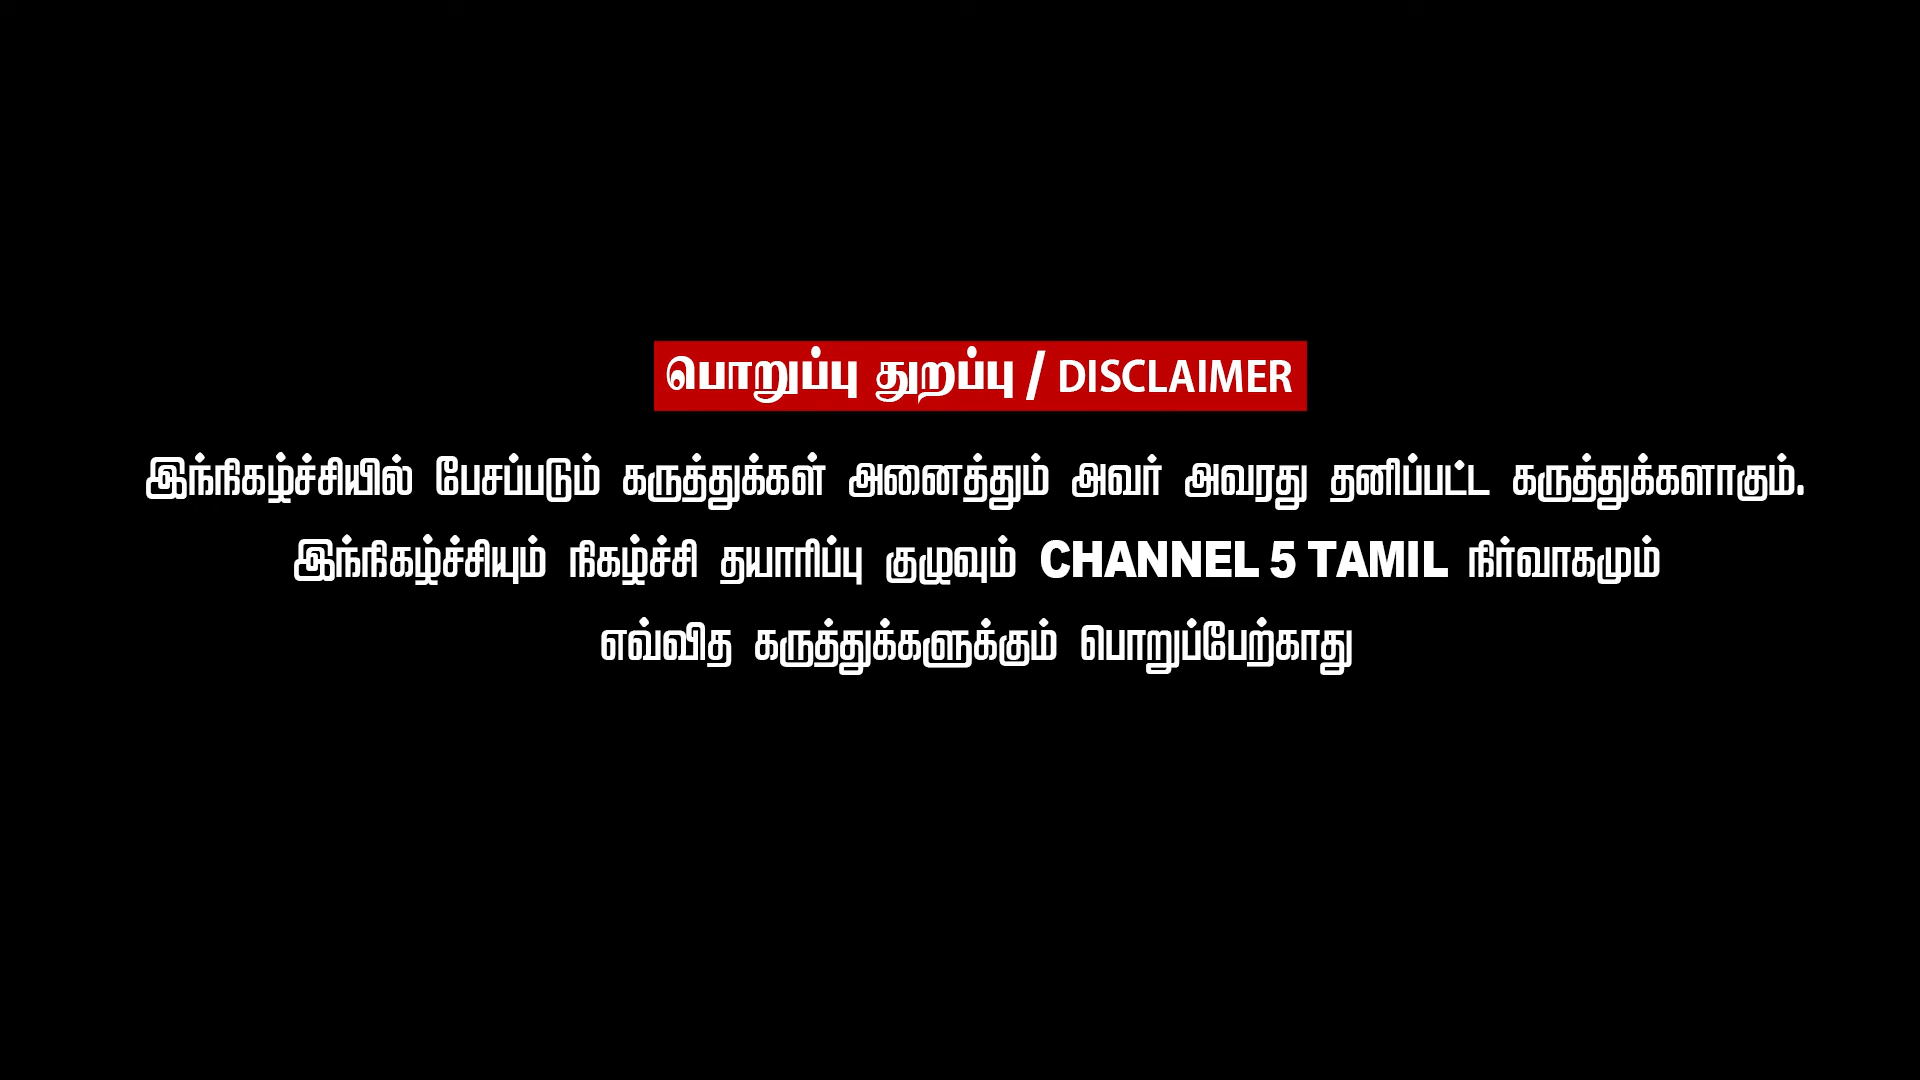 பொறுப்பு துறப்பு / DISCLAIMER
இந்நிகழ்ச்சியில் பேசப்படும் கருத்துக்கள் அனைத்தும் அவர் அவரது தனிப்பட்ட கருத்துக்களாகும்.
இந்நிகழ்ச்சியும் நிகழ்ச்சி தயாரிப்பு குழுவும் CHANNEL 5 TAMIL நிர்வாகமும்
எவ்வித கருத்துக்களுக்கும் பொறுப்பேற்காது